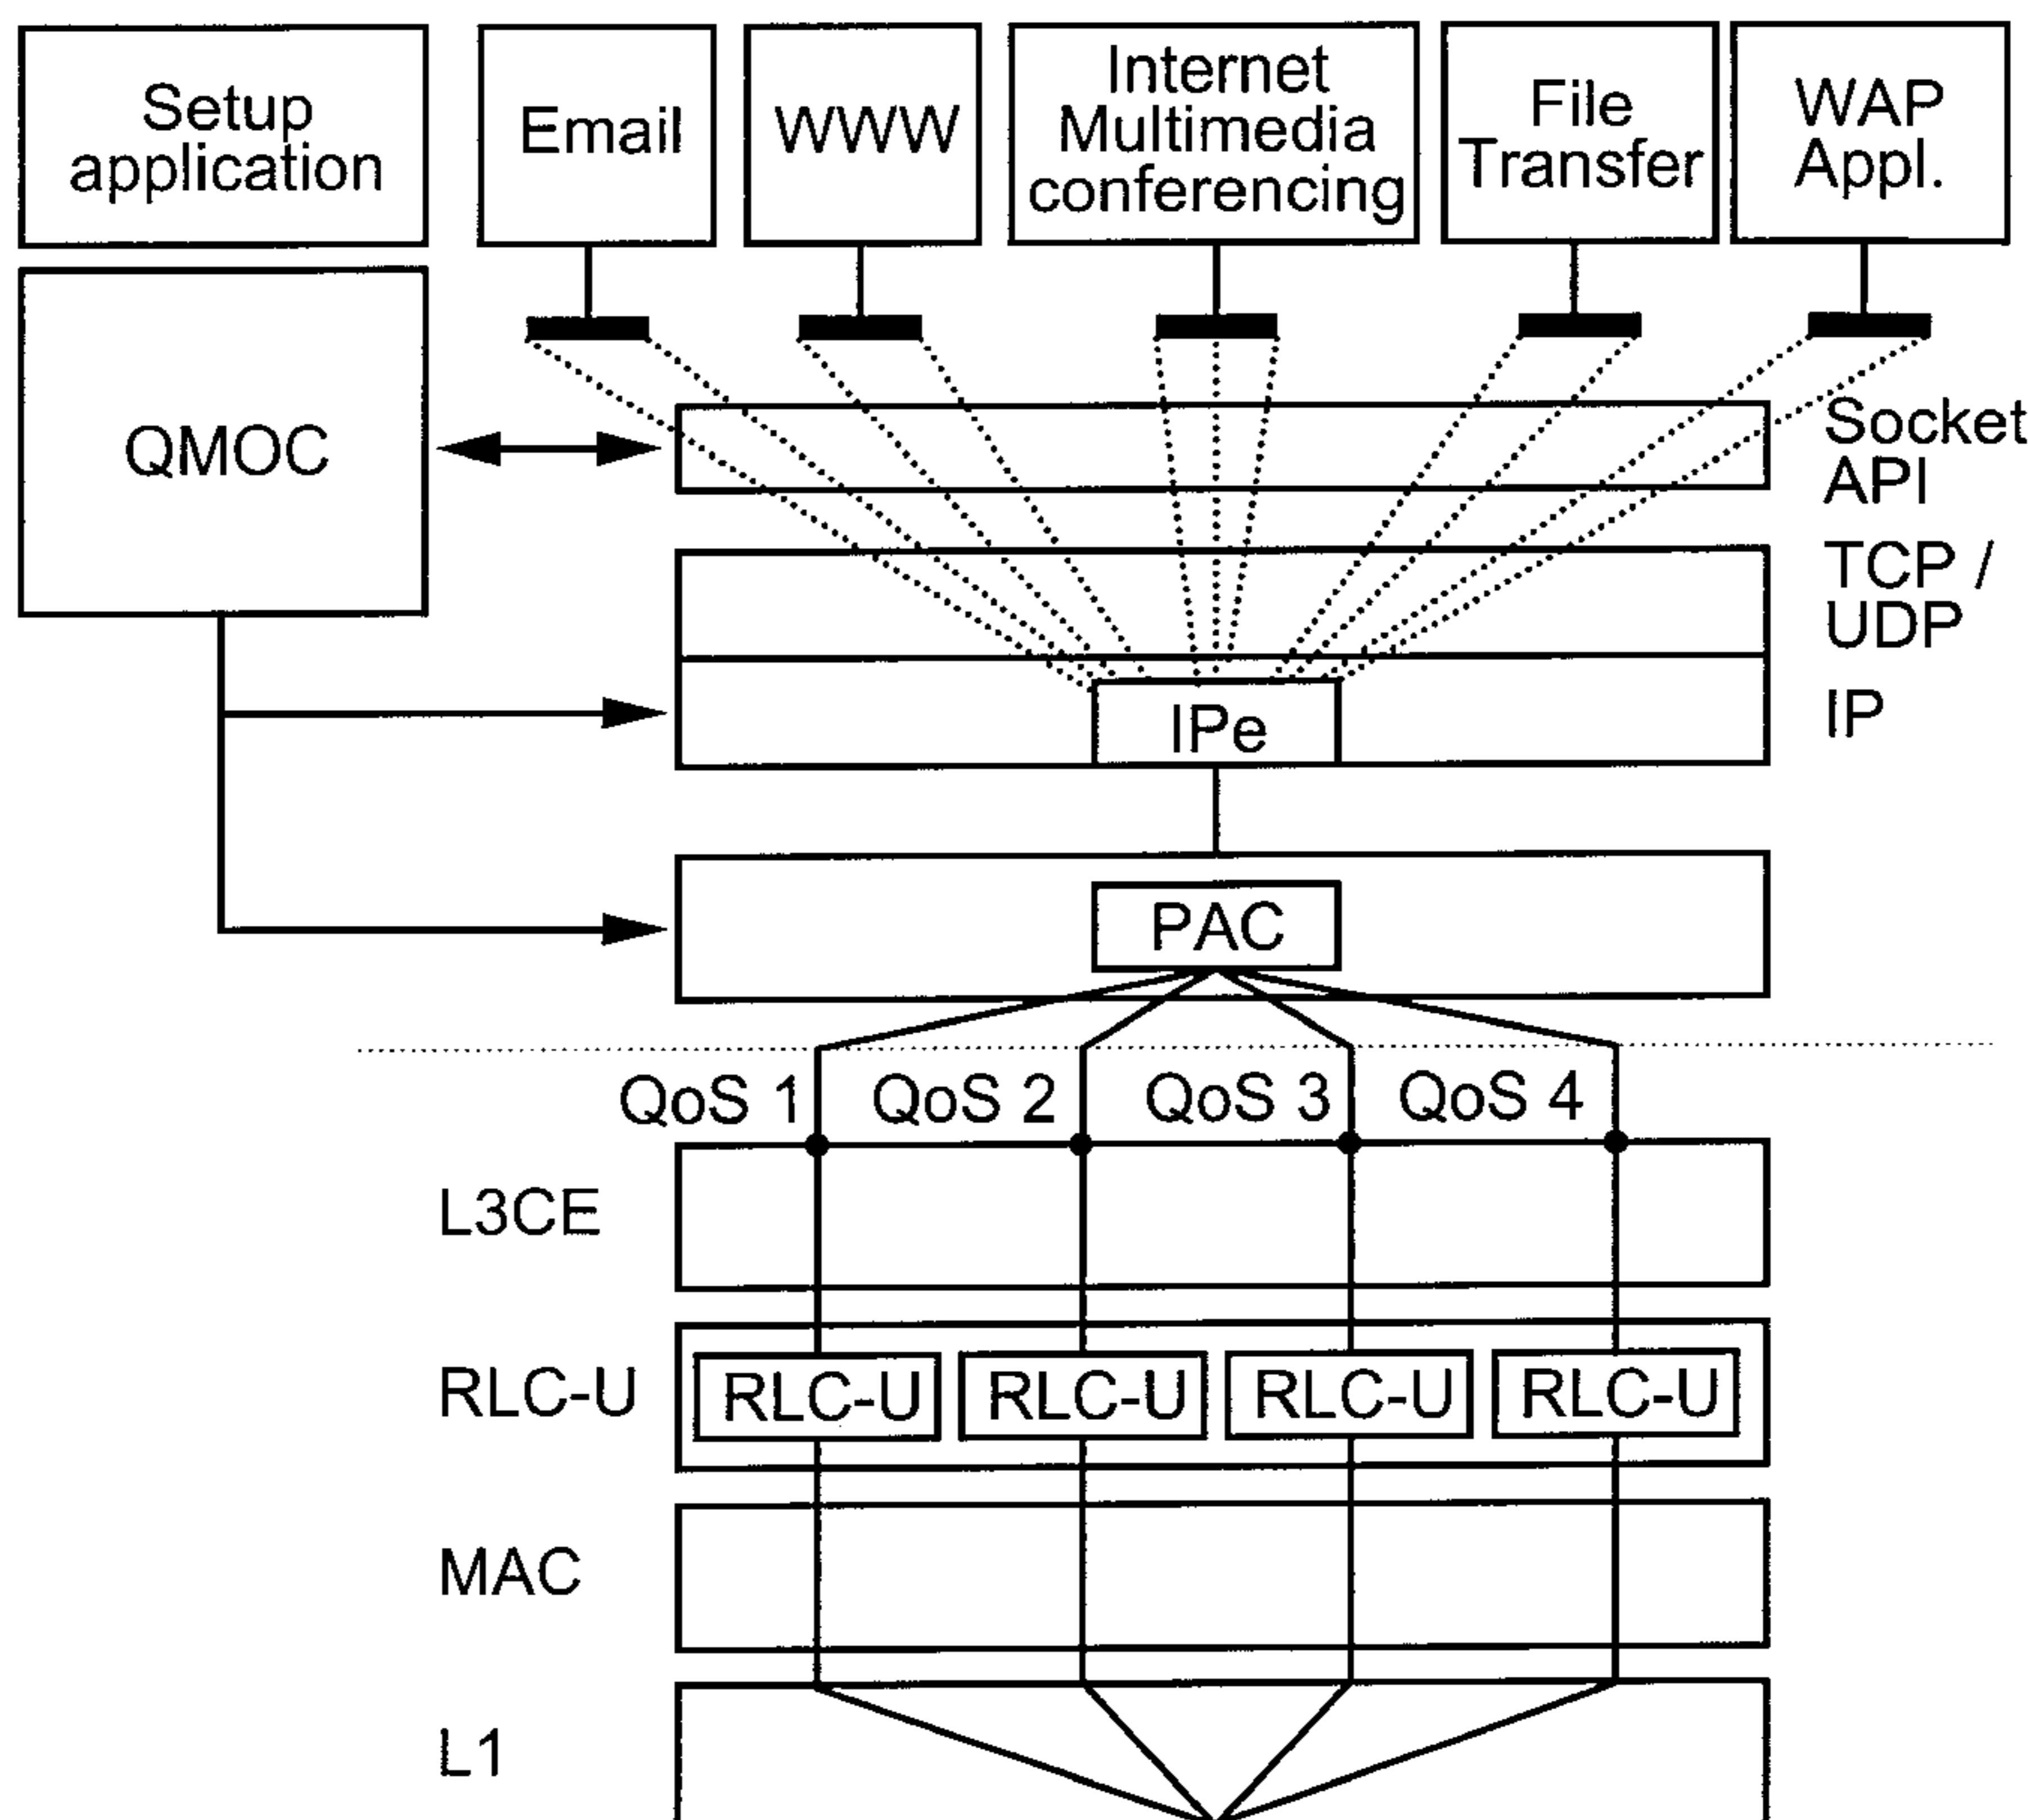 Setup
application
Email
WWW
Internet
Multimedia
conferencing
File
Transfer
WAP
Appl.
QMOC
Socket
API
TCP /
UDP
IPe
IP
PAC
QoS 1
QoS 2
QoS 3
QoS 4
L3CE
RLC-U
RLC-U
RLC-U
RLC-U
RLC-U
MAC
L1